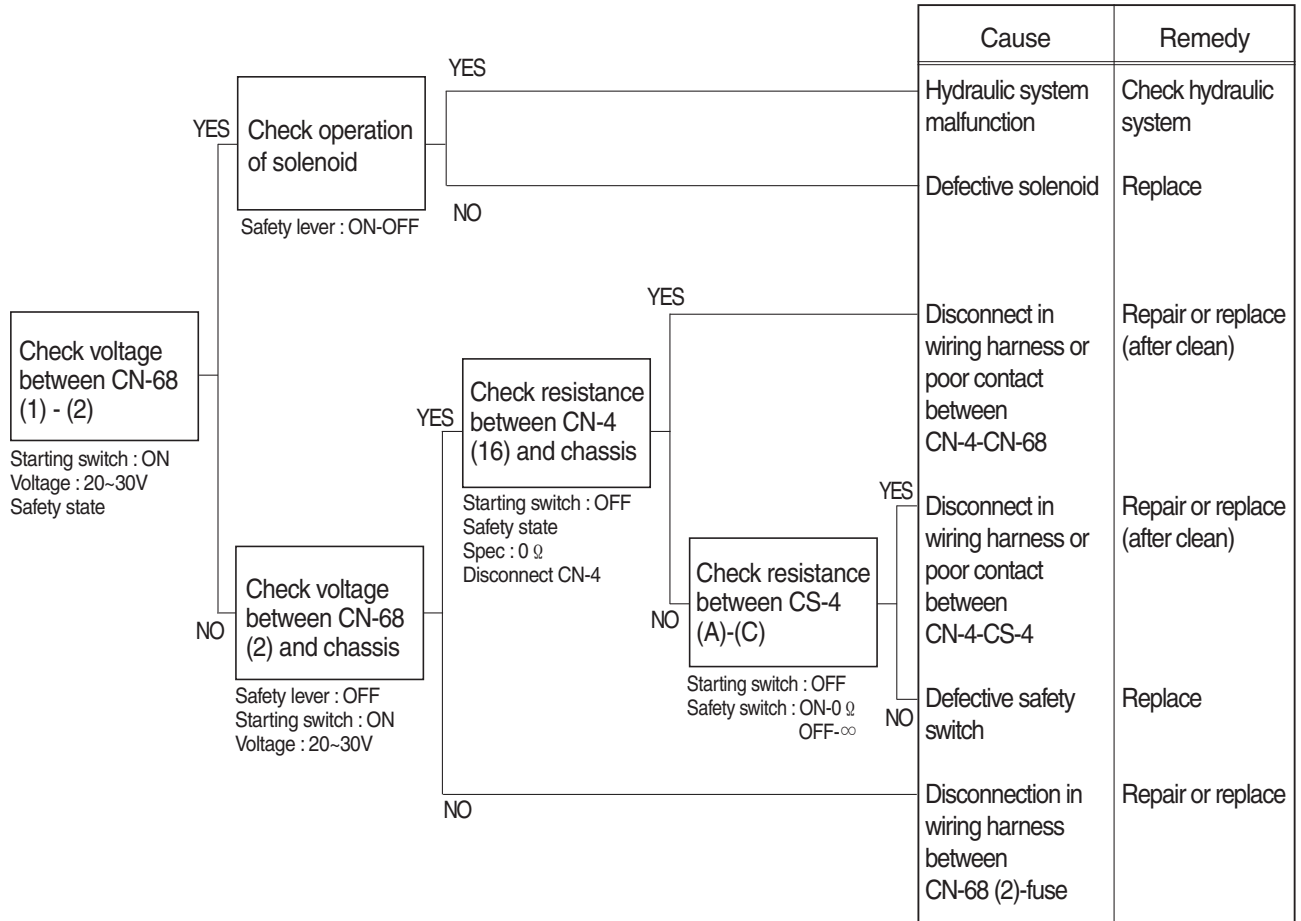 Cause
Remedy
YES
Hydraulic system
malfunction
Check hydraulic
system
YES
Check operation
of solenoid
Defective solenoid
Replace
NO
Safety lever : ON-OFF
YES
Disconnect in
wiring harness or
poor contact
between
CN-4-CN-68
Repair or replace
(after clean)
Check voltage
between CN-68
(1) - (2)
Starting switch : ON
Voltage : 20~30V
Safety state
YES
Check resistance
between CN-4
(16) and chassis
Starting switch : OFF
Safety state
Spec : 0 Ω
Disconnect CN-4
YES
Disconnect in
wiring harness or
poor contact
between
CN-4-CS-4
Repair or replace
(after clean)
NO
Check voltage
between CN-68
(2) and chassis
Safety lever : OFF
Starting switch : ON
Voltage : 20~30V
NO
Check resistance
between CS-4
(A)-(C)
Starting switch : OFF
Safety switch : ON-0 Ω
OFF-∞
NO
Defective safety
switch
Replace
NO
Disconnection in
wiring harness
between
CN-68 (2)-fuse
Repair or replace